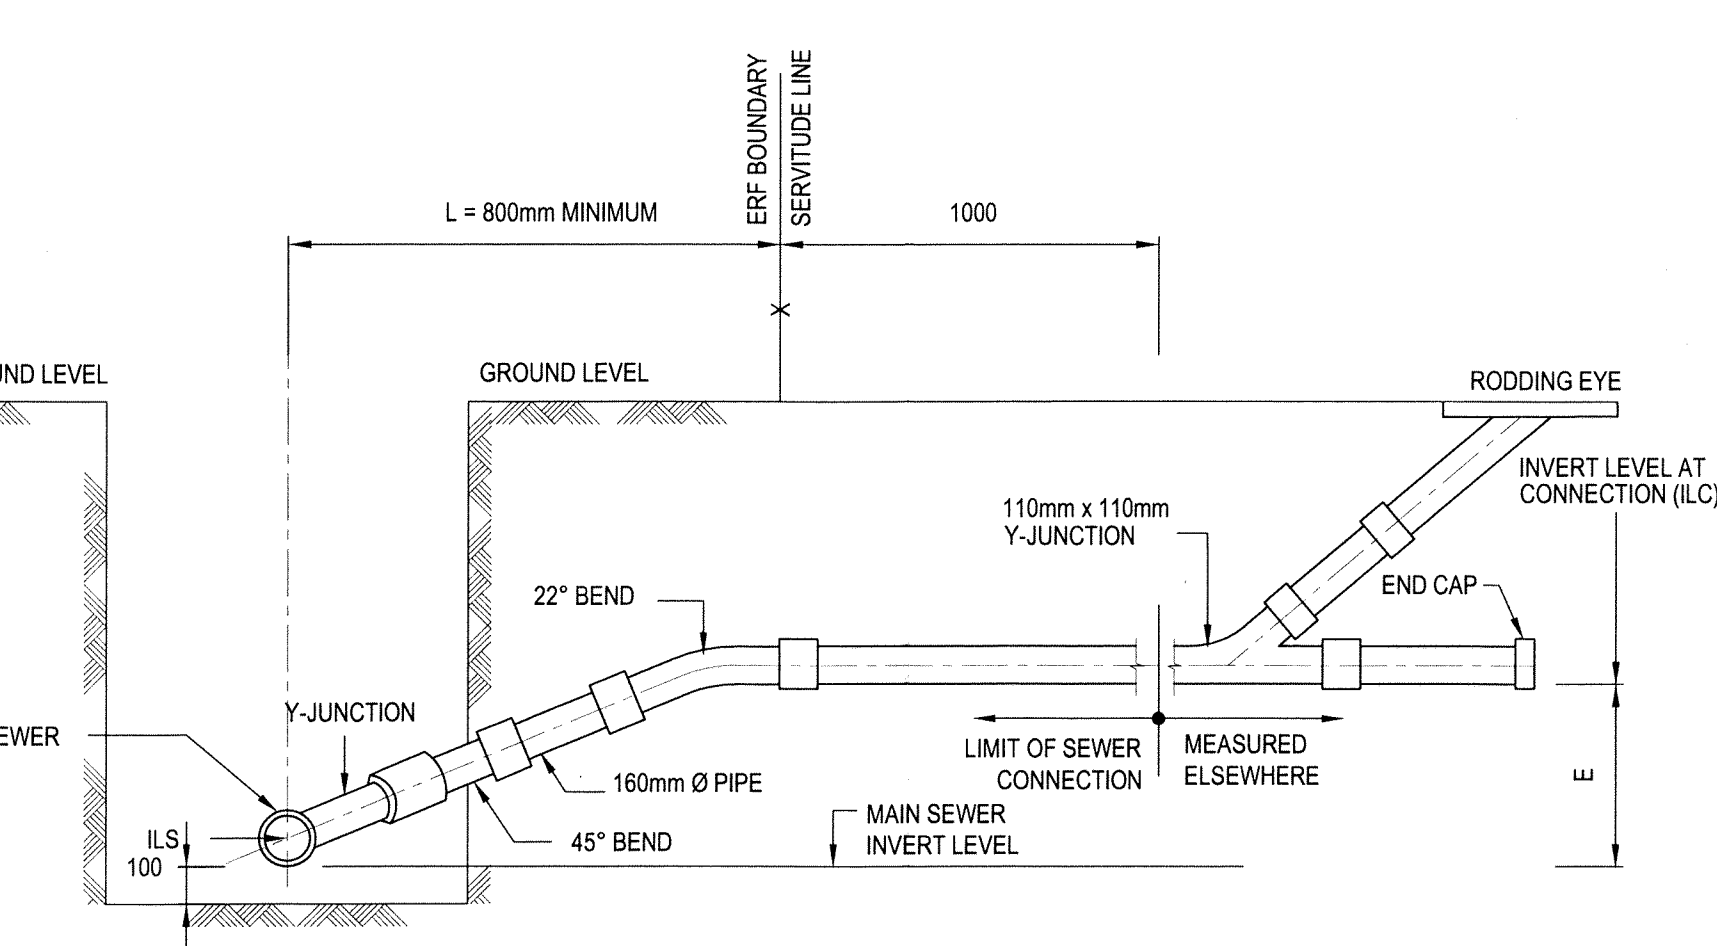 ERF BOUNDARY
SERVITUDE LINE
L = 800mm MINIMUM
1000
X
UND LEVEL
GROUND LEVEL
RODDING EYE
INVERT LEVEL AT
CONNECTION (ILC)
110mm x 110mm
Y-JUNCTION
END CAP
22° BEND
Y-JUNCTION
EWER
LIMIT OF SEWER
CONNECTION
MEASURED
ELSEWHERE
E
160mm Ø PIPE
MAIN SEWER
INVERT LEVEL
ILS
45° BEND
100